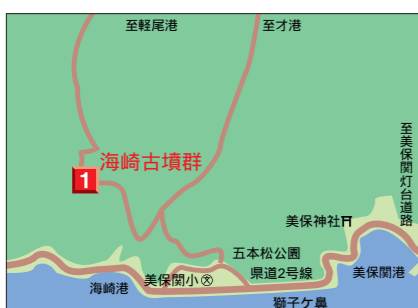 至軽尾港
至才港
海崎古墳群
1
至美保関灯台道路
美保神社
五本松公園
県道2号線
美保関小
文
美保関港
海崎港
獅子ケ鼻